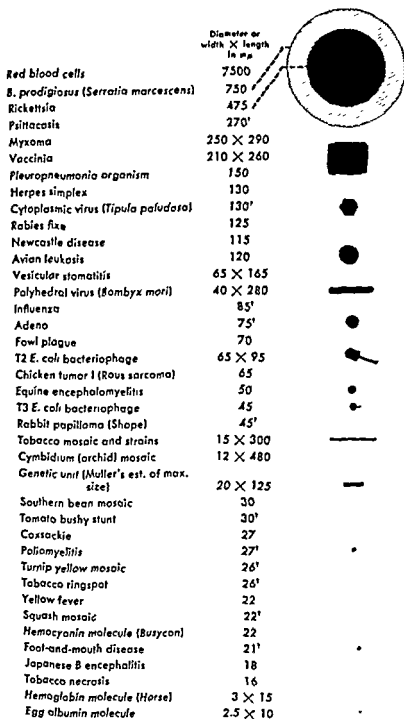 Diameter or
width × length
in mµ
Red blood cells 7500
B. prodigiosus (Serratia marcescens) 750
Rickettsia 475
Psittacosis 270†
Myxoma 250 × 290
Vaccinia 210 × 260
Pleuropneumonia organism 150
Herpes simplex 130
Cytoplasmic virus (Tipula paludosa) 130†
Rabies fixe 125
Newcastle disease 115
Avian leukosis 120
Vesicular stomatitis 65 × 165
Polyhedral virus (Bombyx mori) 40 × 280
Influenza 85†
Adeno 75†
Fowl plague 70
T2 E. coli bacteriophage 65 × 95
Chicken tumor I (Rous sarcoma) 65
Equine encephalomyelitis 50
T3 E. coli bacteriophage 45
Rabbit papilloma (Shope) 45†
Tobacco mosaic and strains 15 × 300
Cymbidium (orchid) mosaic 12 × 480
Genetic unit (Muller's est. of max.
size) 20 × 125
Southern bean mosaic 30
Tomato bushy stunt 30†
Coxsackie 27
Poliomyelitis 27†
Turnip yellow mosaic 26†
Tobacco ringspot 26†
Yellow fever 22
Squash mosaic 22†
Hemocyanin molecule (Busycon) 22
Foot-and-mouth disease 21†
Japanese B encephalitis 18
Tobacco necrosis 16
Hemoglobin molecule (Horse) 3 × 15
Egg albumin molecule 2.5 × 10